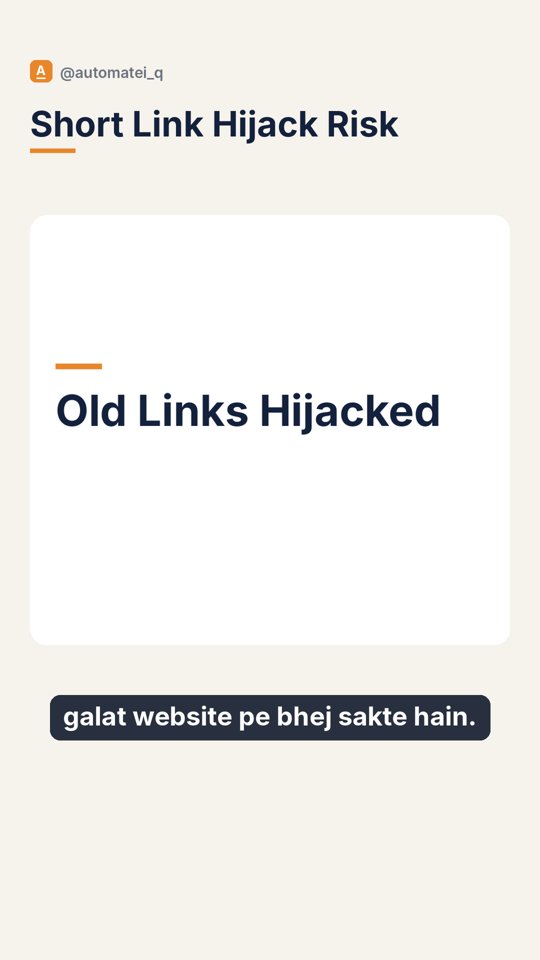 A @automatei_q
Short Link Hijack Risk
Old Links Hijacked
galat website pe bhej sakte hain.